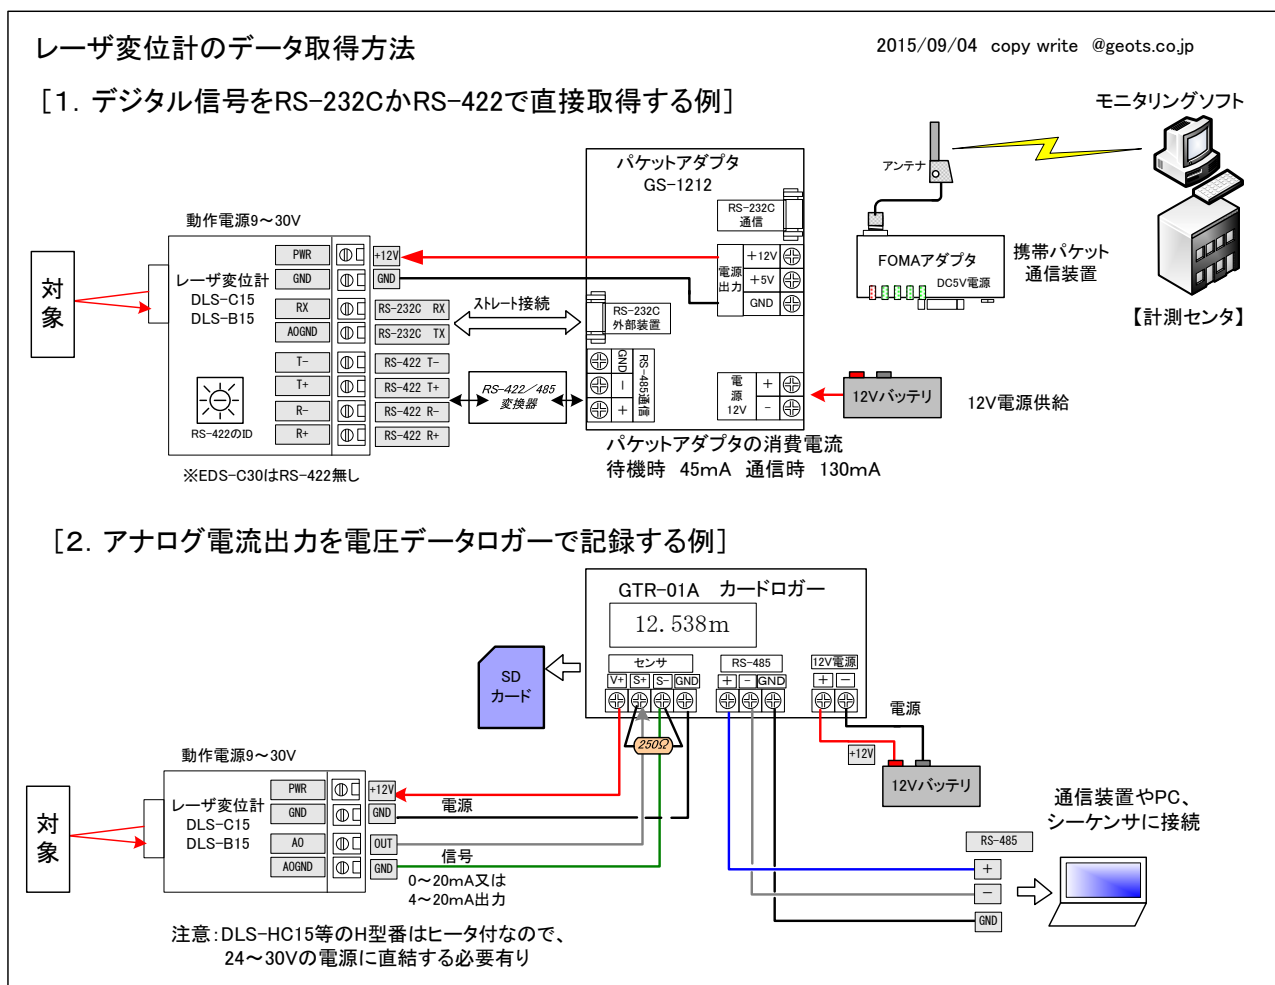 レーザ変位計のデータ取得方法
2015/09/04 copy write @geots.co.jp
[1. デジタル信号をRS-232CかRS-422で直接取得する例]
モニタリングソフト
アンテナ
パケットアダプタ
GS-1212
RS-232C
通信
動作電源9～30V
対象
レーザ変位計
DLS-C15
DLS-B15
PWR
+12V
GND
GND
RX
RS-232C RX
AOGND
RS-232C TX
T-
RS-422 T-
T+
RS-422 T+
R-
RS-422 R-
R+
RS-422 R+
RS-422のID
※EDS-C30はRS-422無し
ストレート接続
RS-422／485
変換器
電源
出力
＋12V
＋5V
GND
RS-232C
外部装置
GND
－
＋
RS-485通信
電源
12V
＋
－
FOMAアダプタ
DC5V電源
携帯パケット
通信装置
【計測センタ】
12Vバッテリ
12V電源供給
パケットアダプタの消費電流
待機時 45mA 通信時 130mA
[2. アナログ電流出力を電圧データロガーで記録する例]
GTR-01A カードロガー
12.538m
SD
カード
センサ
V+ S+ S- GND
RS-485
＋ － GND
12V電源
＋ －
250Ω
電源
+12V
12Vバッテリ
動作電源9～30V
対象
レーザ変位計
DLS-C15
DLS-B15
PWR
+12V
GND
GND
AO
OUT
AOGND
GND
電源
信号
0～20mA又は
4～20mA出力
通信装置やPC、
シーケンサに接続
RS-485
＋
－
GND
注意：DLS-HC15等のH型番はヒータ付なので、
24～30Vの電源に直結する必要有り